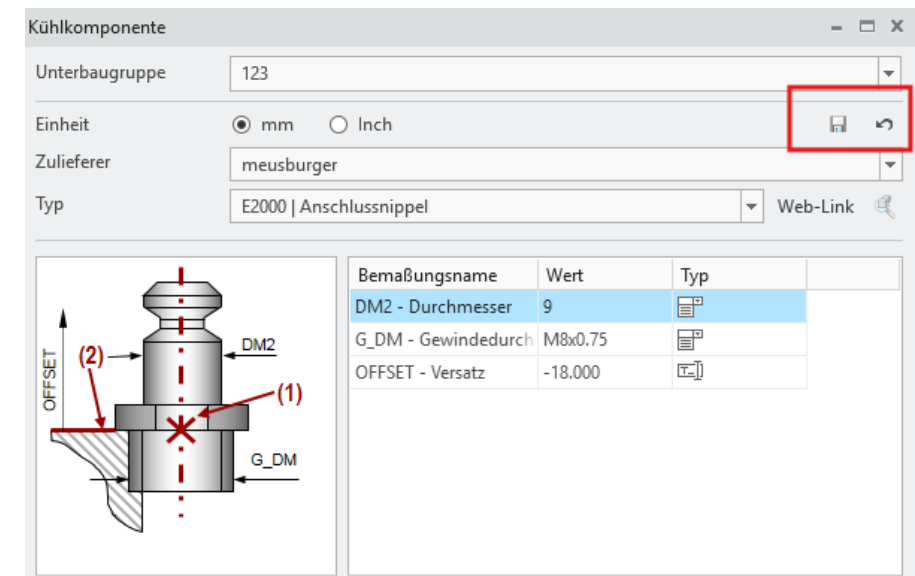 Kühlkomponente
Unterbaugruppe 123
Einheit mm Inch
Zulieferer meusburger
Typ E2000 | Anschlussnippel Web-Link
Bemaßungsname Wert Typ
DM2 - Durchmesser 9
G_DM - Gewindedurch M8x0.75
OFFSET - Versatz -18.000
OFFSET
(2)
DM2
(1)
G_DM